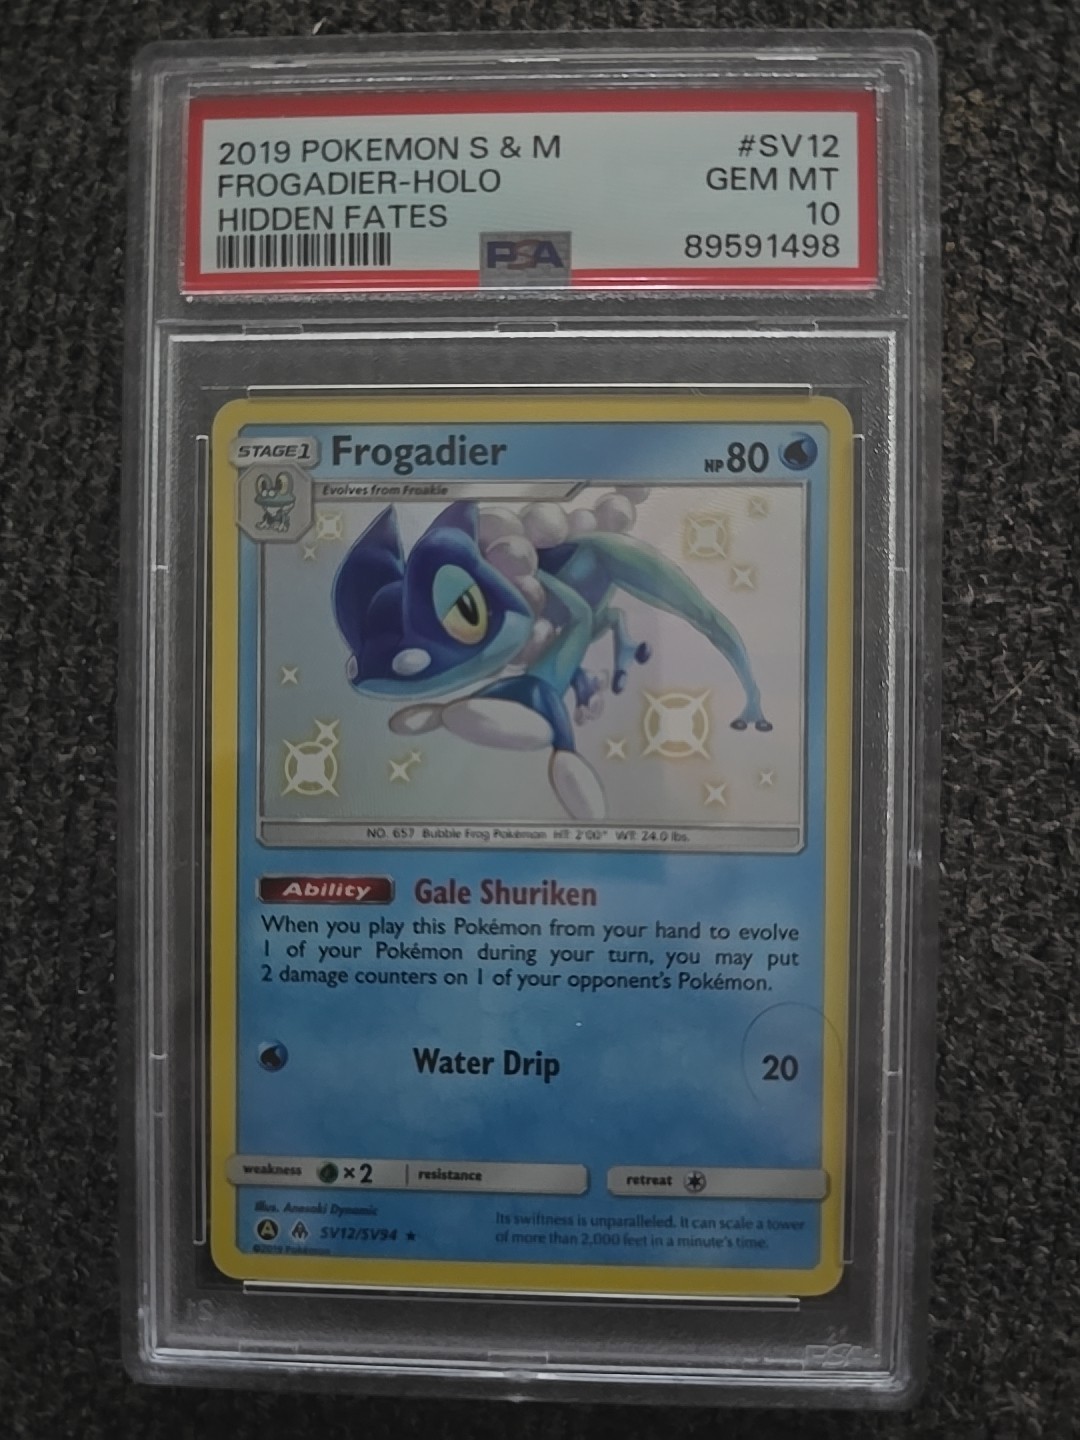 2019 POKEMON S & M #SV12
FROGADIER-HOLO GEM MT
HIDDEN FATES 10
PSA 89591498
STAGE1 Frogadier HP80
Evolves from Froakie
NO. 657 Bubble Frog Pokémon HT: 2'00" WT: 24.0 lbs.
Ability Gale Shuriken
When you play this Pokémon from your hand to evolve
1 of your Pokémon during your turn, you may put
2 damage counters on 1 of your opponent's Pokémon.
Water Drip 20
weakness ×2 resistance retreat
Illus. Anesaki Dynamic
A SV12/SV94
©2019 Pokémon
Its swiftness is unparalleled. It can scale a tower
of more than 2,000 feet in a minute's time.
PSA